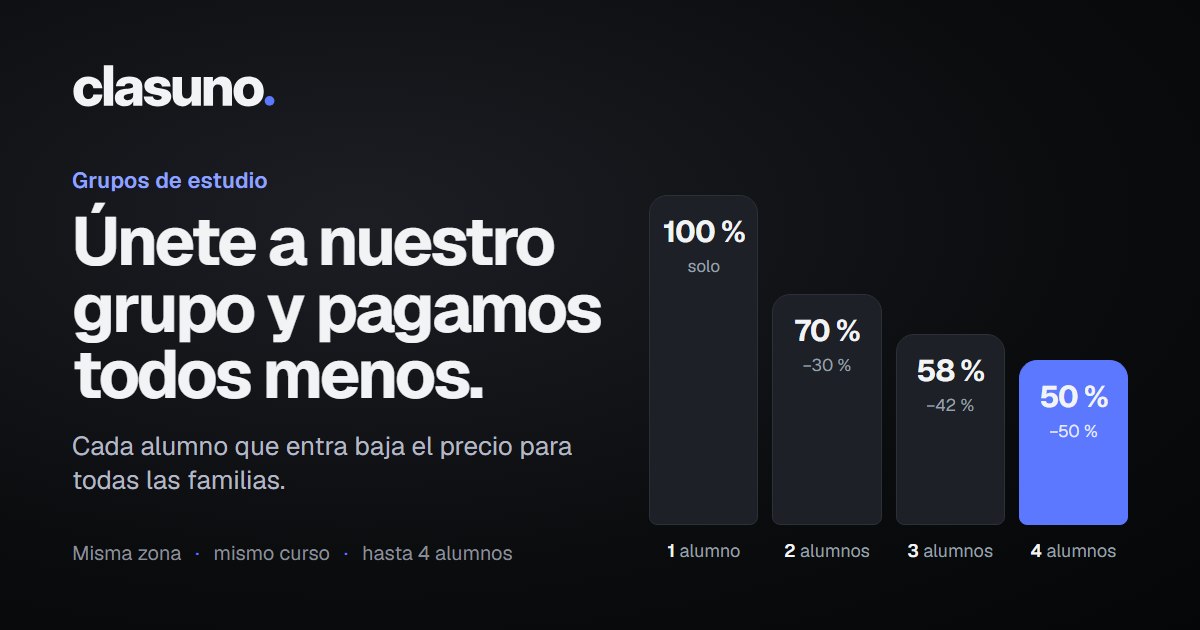 clasuno.
Grupos de estudio
Únete a nuestro
grupo y pagamos
todos menos.
Cada alumno que entra baja el precio para
todas las familias.
Misma zona · mismo curso · hasta 4 alumnos
100 %
solo
1 alumno
70 %
−30 %
2 alumnos
58 %
−42 %
3 alumnos
50 %
−50 %
4 alumnos